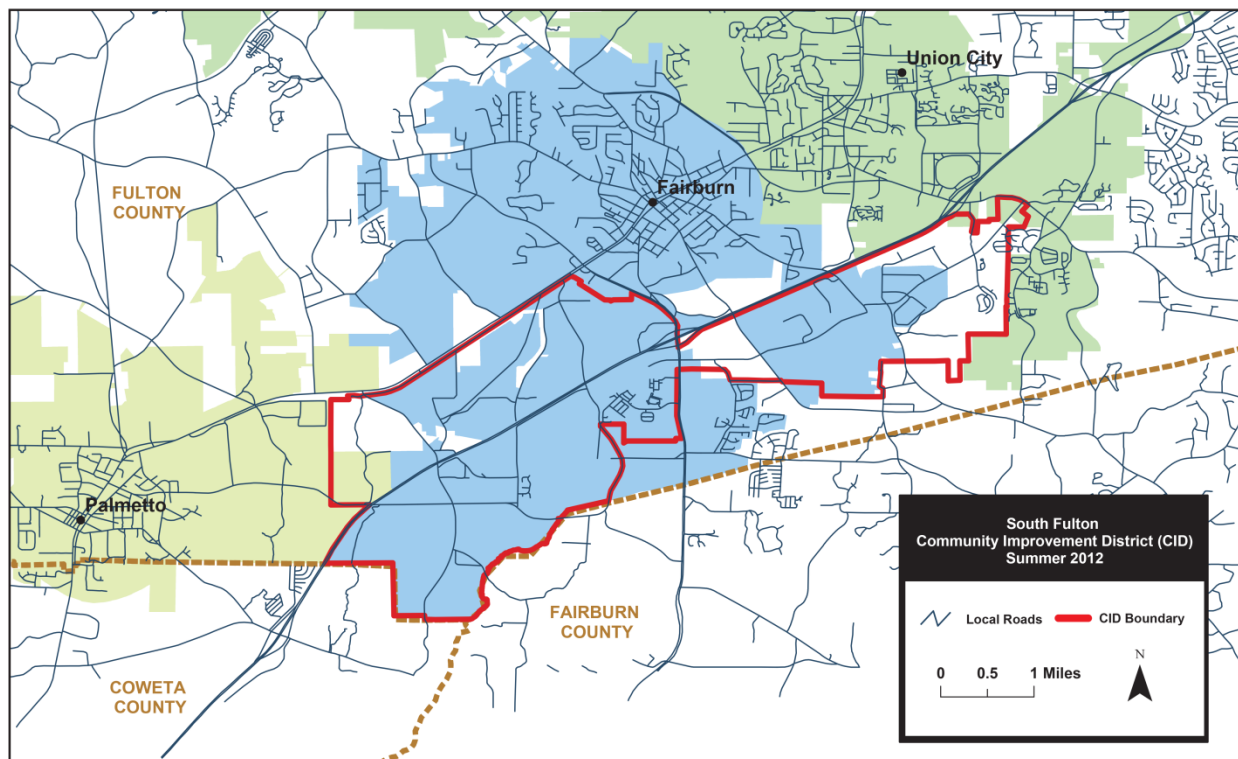 Union City
FULTON
COUNTY
Fairburn
Palmetto
FAIRBURN
COUNTY
COWETA
COUNTY
South Fulton
Community Improvement District (CID)
Summer 2012
Local Roads CID Boundary
N
0 0.5 1 Miles